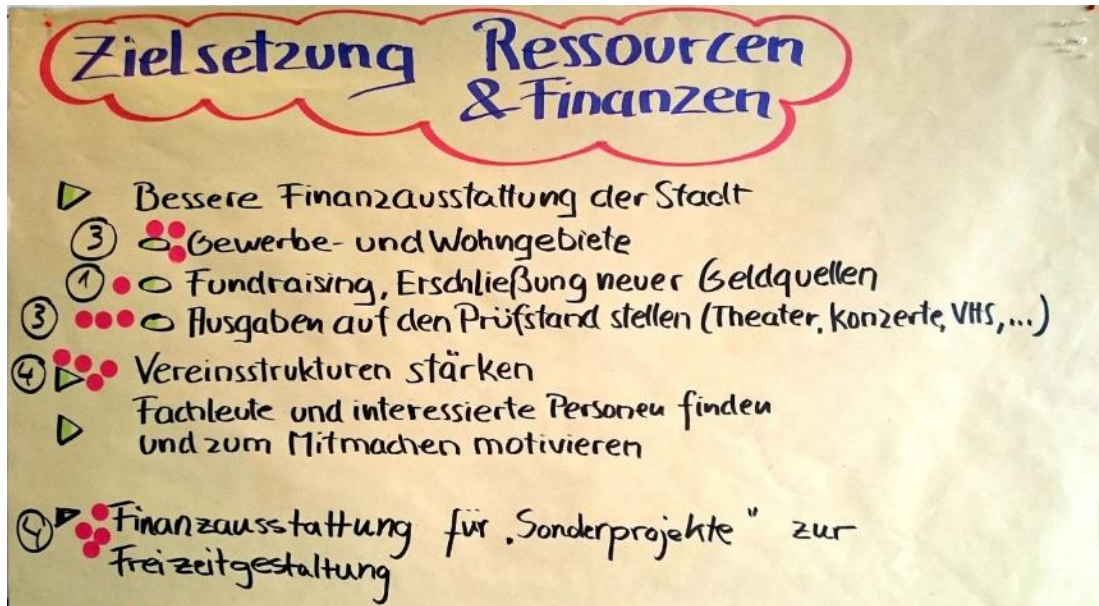 Zielsetzung Ressourcen
& Finanzen
Bessere Finanzausstattung der Stadt
③ Gewerbe- und Wohngebiete
① Fundraising, Erschließung neuer Geldquellen
③ Ausgaben auf den Prüfstand stellen (Theater, Konzerte, VHS, ...)
④ Vereinsstrukturen stärken
Fachleute und interessierte Personen finden
und zum Mitmachen motivieren
④ Finanzausstattung für "Sonderprojekte" zur
Freizeitgestaltung